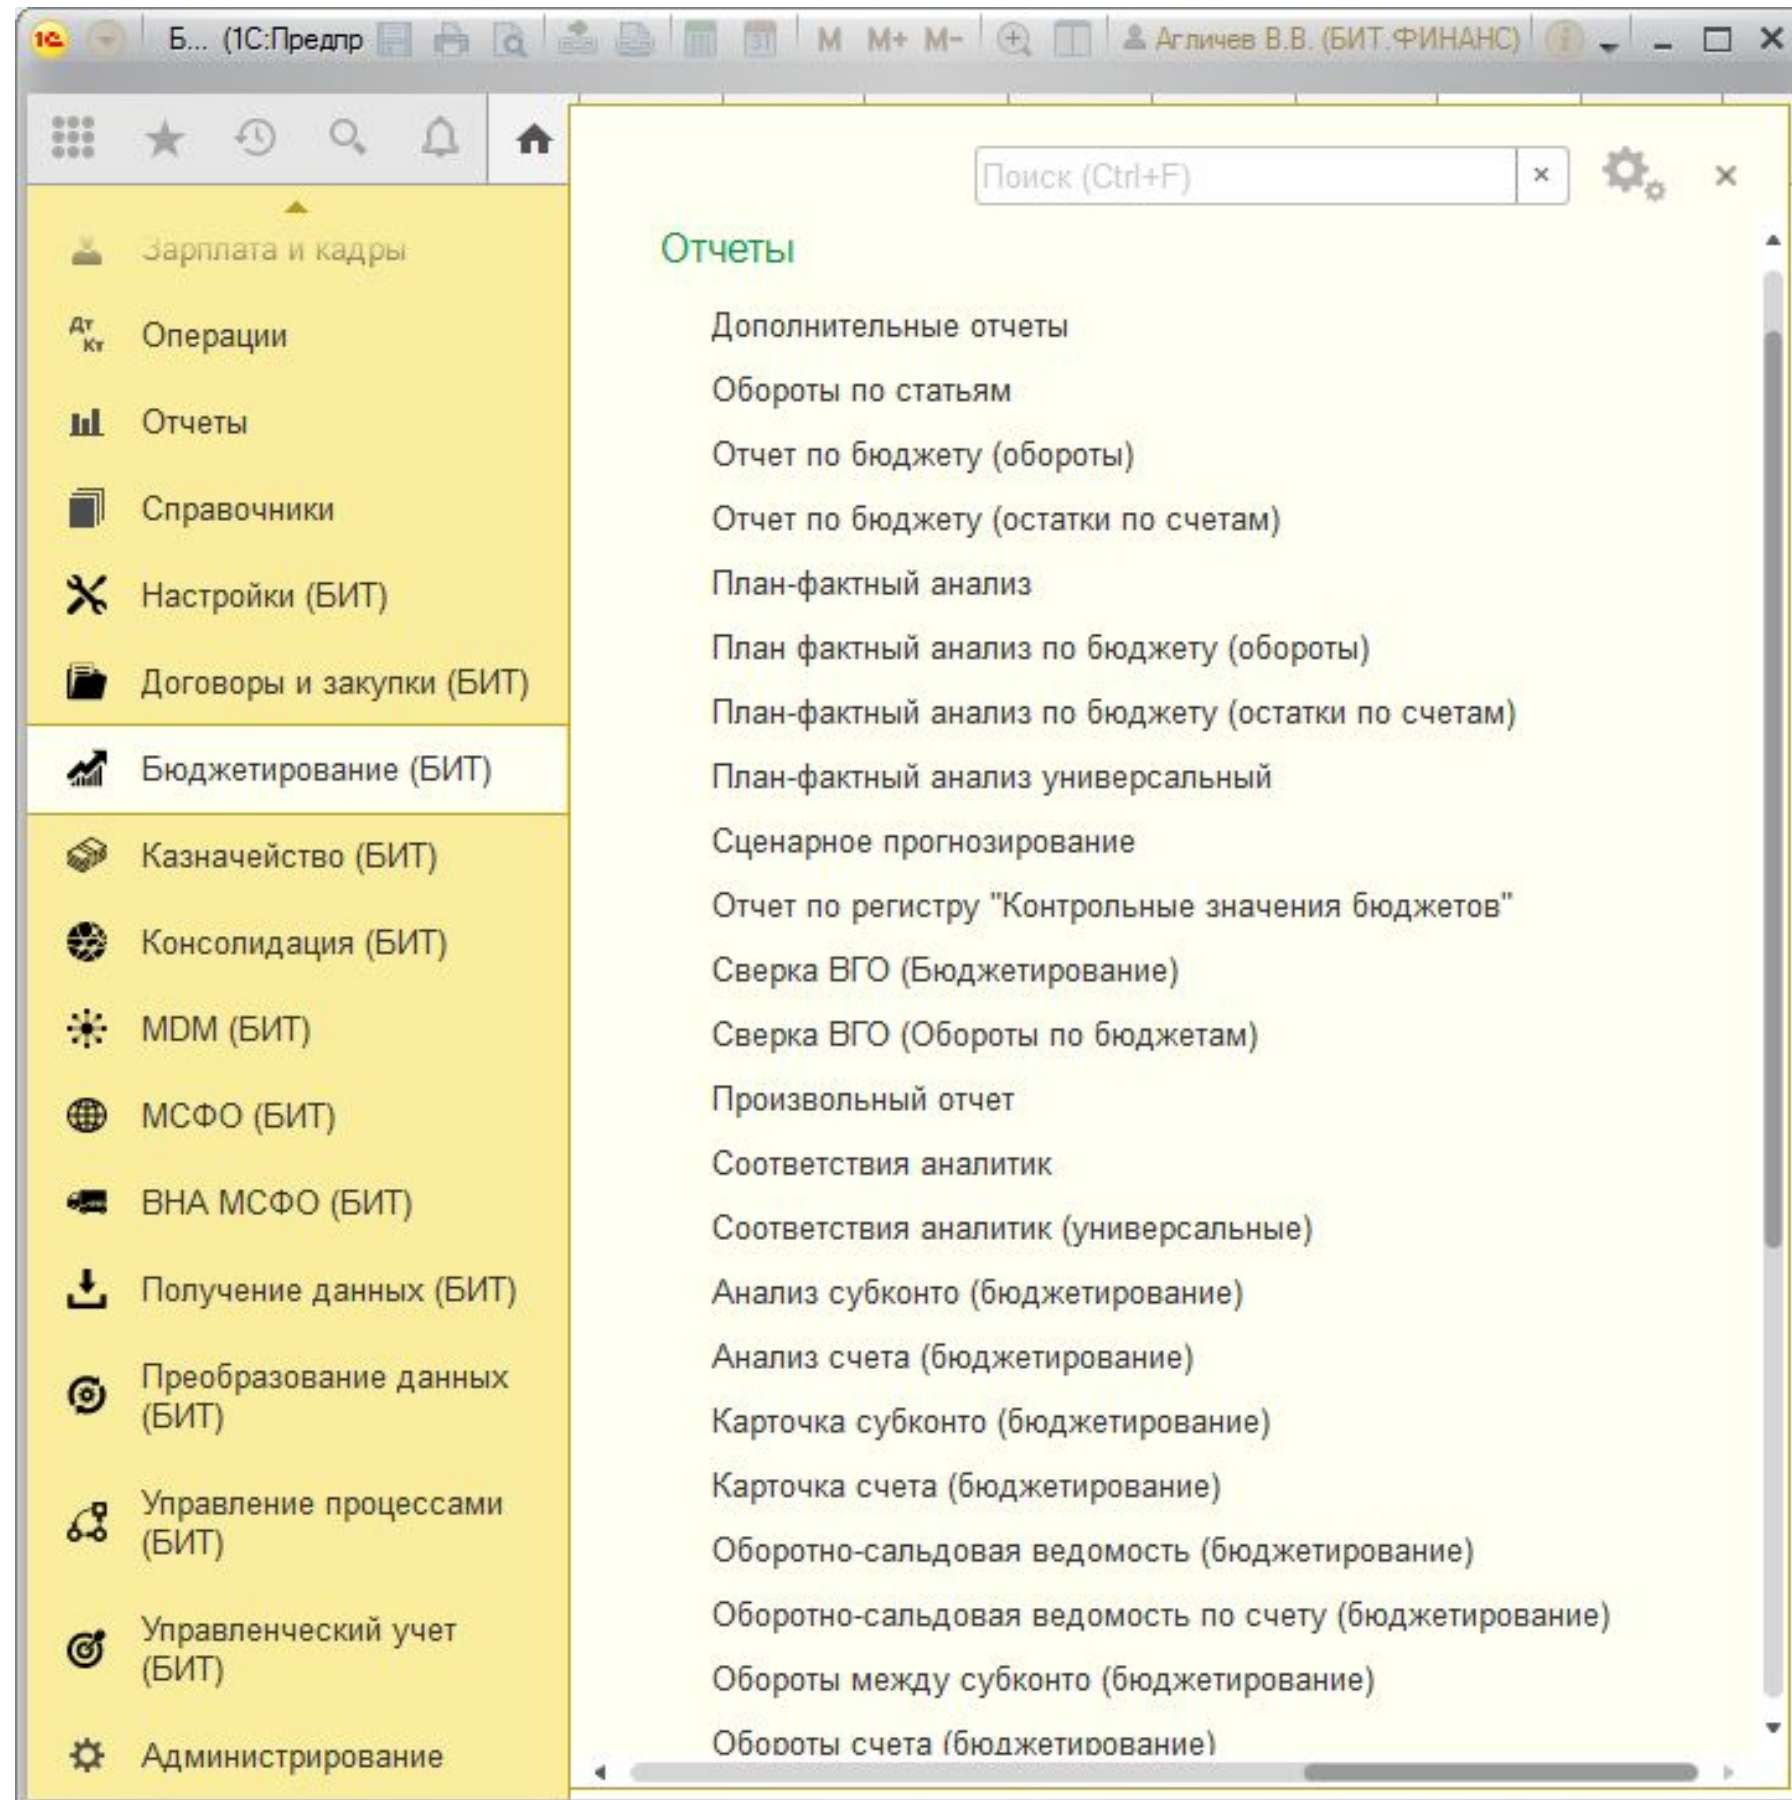 1С Б... (1С:Предпр 31 M M+ M- Агличев В.В. (БИТ.ФИНАНС)
Поиск (Ctrl+F)
Зарплата и кадры
Дт Кт Операции
Отчеты
Справочники
Настройки (БИТ)
Договоры и закупки (БИТ)
Бюджетирование (БИТ)
Казначейство (БИТ)
Консолидация (БИТ)
MDM (БИТ)
МСФО (БИТ)
ВНА МСФО (БИТ)
Получение данных (БИТ)
Преобразование данных
(БИТ)
Управление процессами
(БИТ)
Управленческий учет
(БИТ)
Администрирование
Отчеты
Дополнительные отчеты
Обороты по статьям
Отчет по бюджету (обороты)
Отчет по бюджету (остатки по счетам)
План-фактный анализ
План фактный анализ по бюджету (обороты)
План-фактный анализ по бюджету (остатки по счетам)
План-фактный анализ универсальный
Сценарное прогнозирование
Отчет по регистру "Контрольные значения бюджетов"
Сверка ВГО (Бюджетирование)
Сверка ВГО (Обороты по бюджетам)
Произвольный отчет
Соответствия аналитик
Соответствия аналитик (универсальные)
Анализ субконто (бюджетирование)
Анализ счета (бюджетирование)
Карточка субконто (бюджетирование)
Карточка счета (бюджетирование)
Оборотно-сальдовая ведомость (бюджетирование)
Оборотно-сальдовая ведомость по счету (бюджетирование)
Обороты между субконто (бюджетирование)
Обороты счета (бюджетирование)